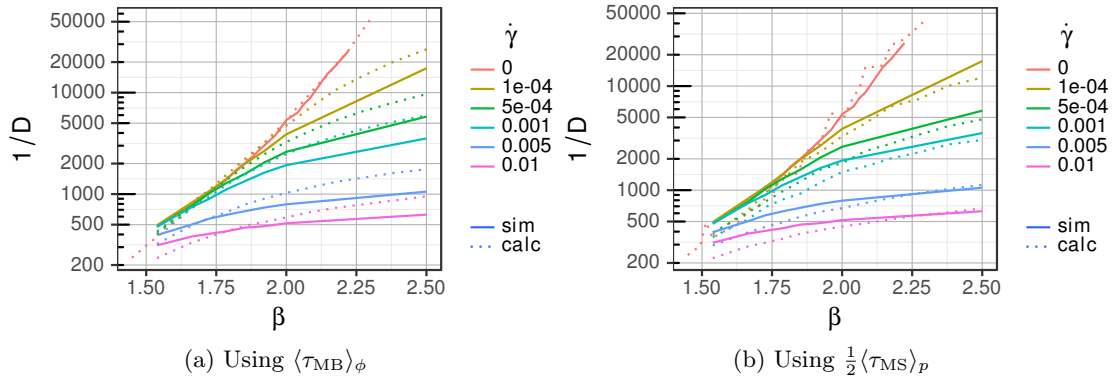 50000
20000
10000
5000
2000
1000
500
200
1/D
1.50
1.75
2.00
2.25
2.50
β
γ̇
0
1e-04
5e-04
0.001
0.005
0.01
sim
calc
(a) Using ⟨τ_MB⟩_ϕ
50000
20000
10000
5000
2000
1000
500
200
1/D
1.50
1.75
2.00
2.25
2.50
β
γ̇
0
1e-04
5e-04
0.001
0.005
0.01
sim
calc
(b) Using ½⟨τ_MS⟩_p